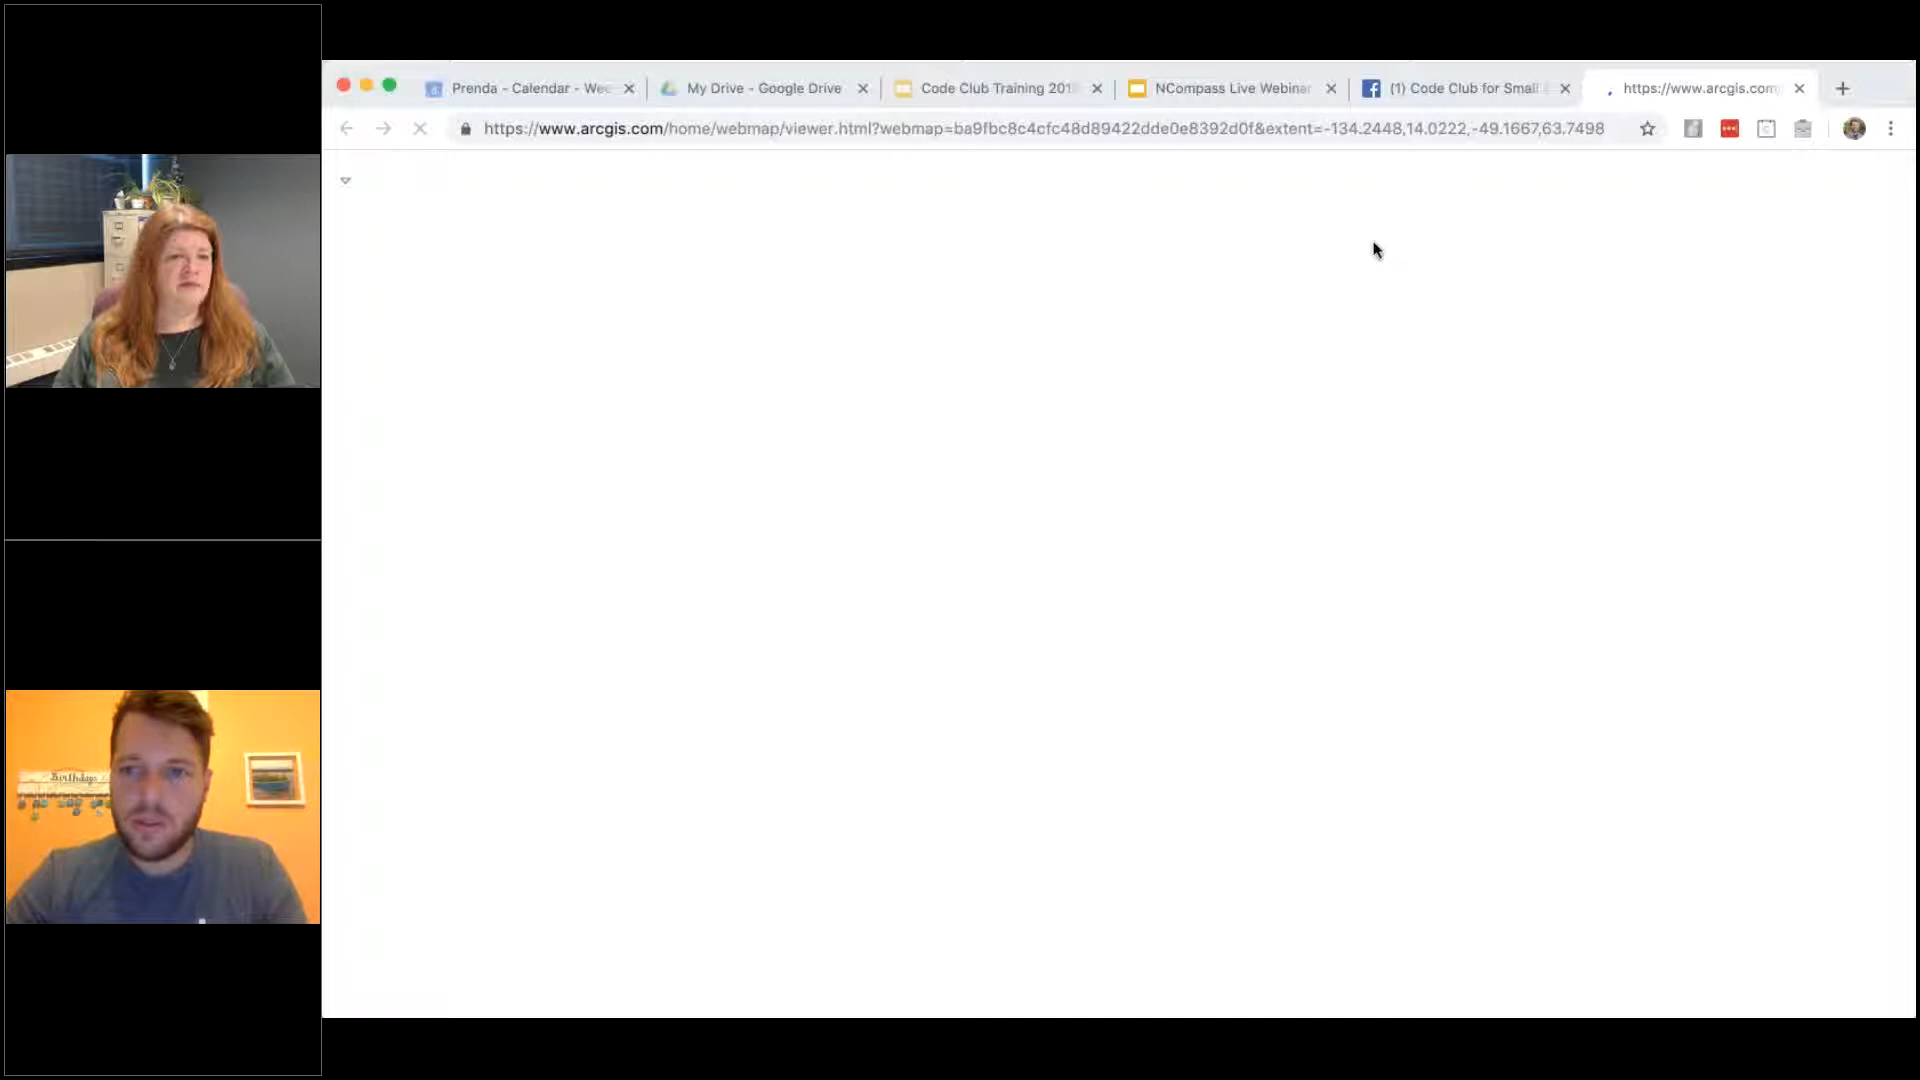 Prenda - Calendar - Wee
My Drive - Google Drive
Code Club Training 201
NCompass Live Webinar
(1) Code Club for Small
https://www.arcgis.com
https://www.arcgis.com/home/webmap/viewer.html?webmap=ba9fbc8c4cfc48d89422dde0e8392d0f&extent=-134.2448,14.0222,-49.1667,63.7498
Birthdays